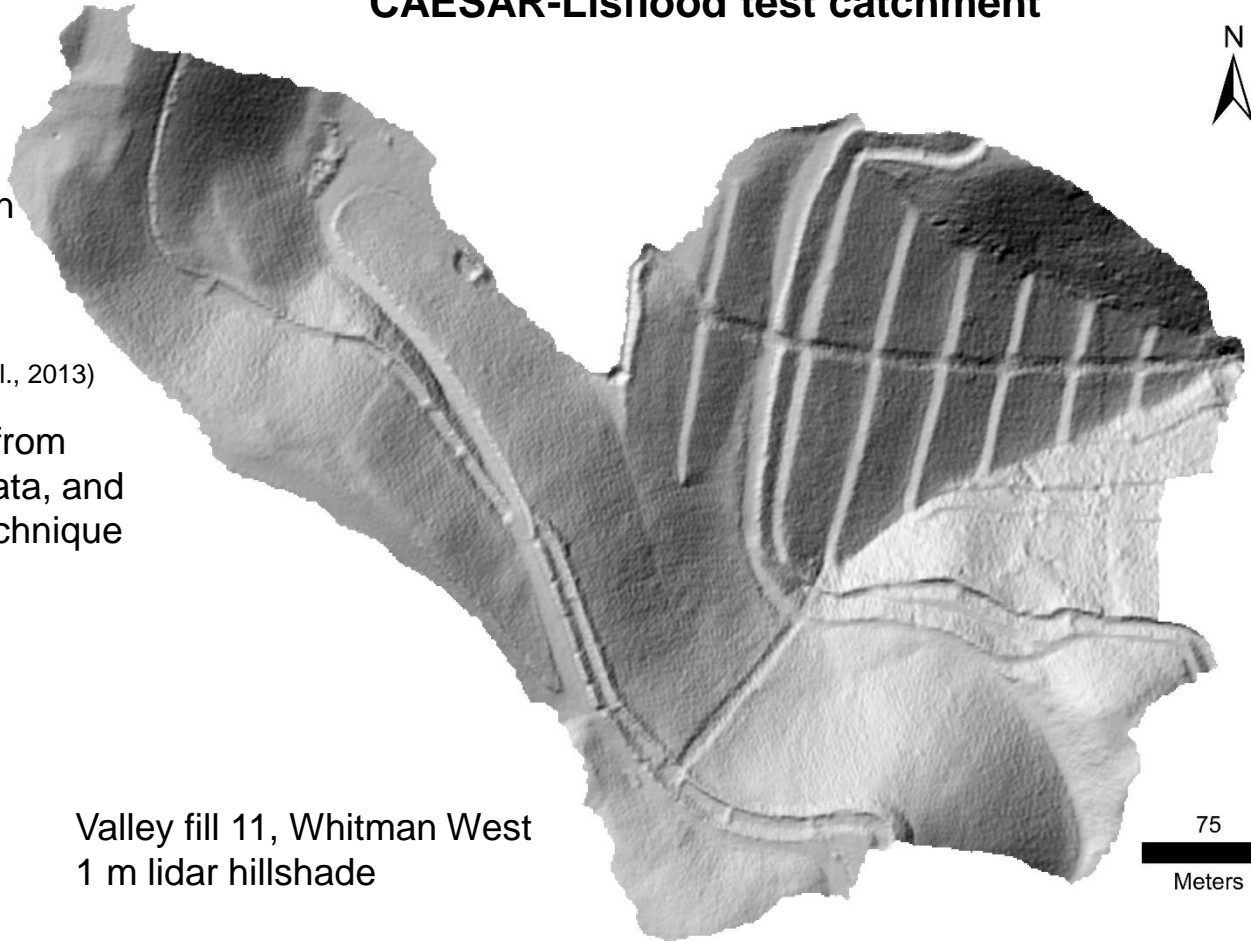 CAESAR-Lisflood test catchment
N
l., 2013)
from
ata, and
chnique
Valley fill 11, Whitman West
1 m lidar hillshade
75
Meters